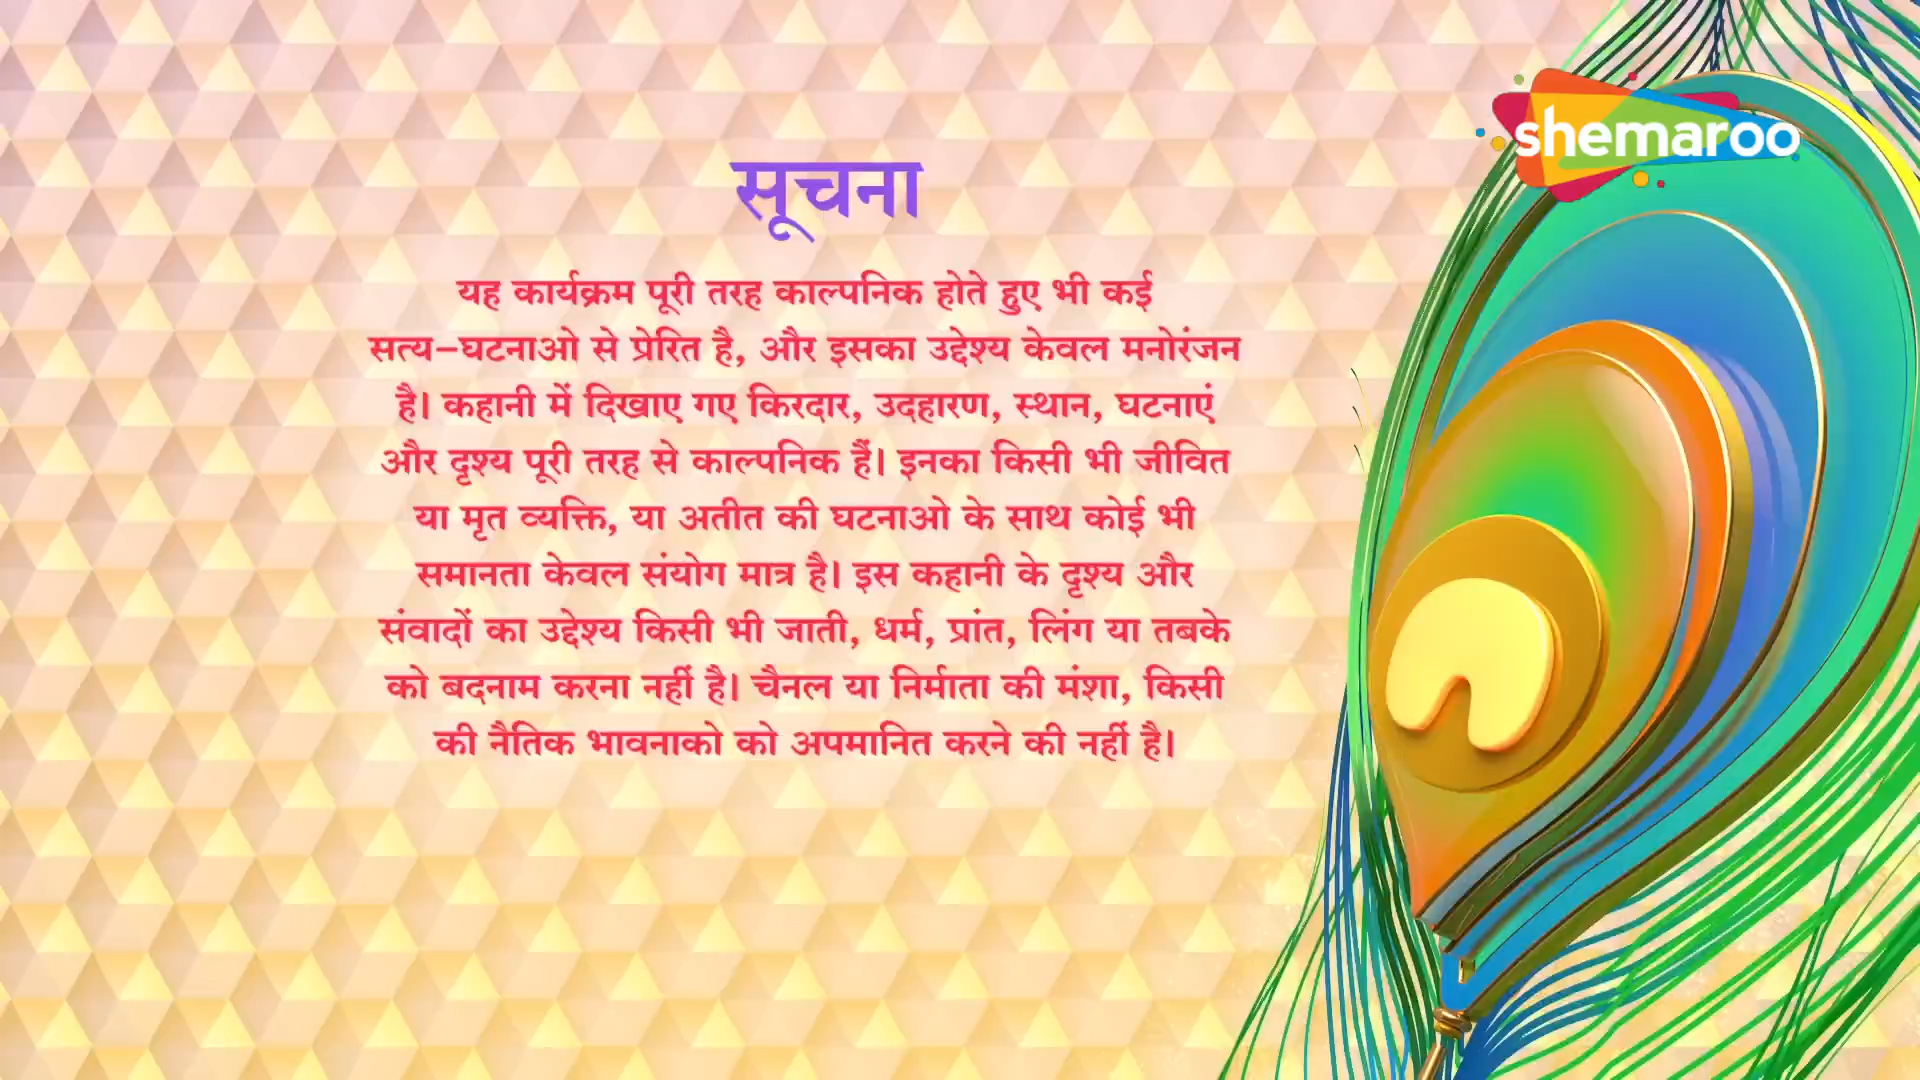 shemaroo
सूचना
यह कार्यक्रम पूरी तरह काल्पनिक होते हुए भी कई
सत्य-घटनाओ से प्रेरित है, और इसका उद्देश्य केवल मनोरंजन
है। कहानी में दिखाए गए किरदार, उदहारण, स्थान, घटनाएं
और दृश्य पूरी तरह से काल्पनिक हैं। इनका किसी भी जीवित
या मृत व्यक्ति, या अतीत की घटनाओ के साथ कोई भी
समानता केवल संयोग मात्र है। इस कहानी के दृश्य और
संवादों का उद्देश्य किसी भी जाती, धर्म, प्रांत, लिंग या तबके
को बदनाम करना नहीं है। चैनल या निर्माता की मंशा, किसी
की नैतिक भावनाको को अपमानित करने की नहीं है।